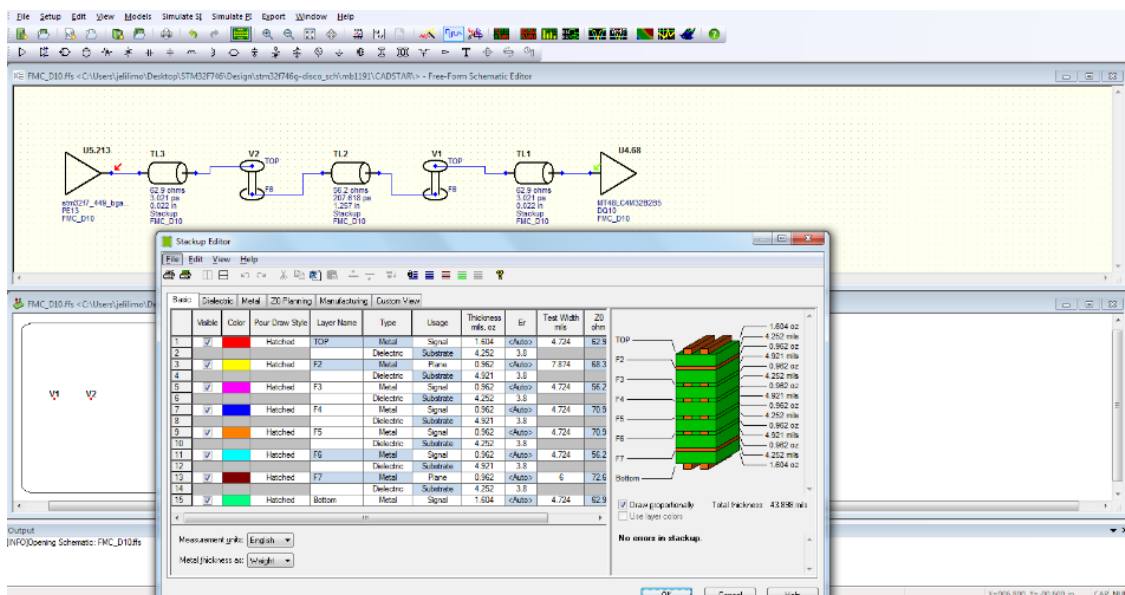 File Setup Edit View Models Simulate SI Simulate PI Export Window Help
FMC_D10.ffs <C:\Users\jelilimo\Desktop\STM32F746\Design\stm32f746g-disco_sch\mb1191\CADSTAR\> - Free-Form Schematic Editor
U5.213 TL3 V2 TL2 V1 TL1 U4.68
TOP TOP
F6 F6
stm32f7_449_bga...
PE13
FMC_D10
62.9 ohms
3.021 ps
0.022 in
Stackup
FMC_D10
56.2 ohms
207.618 ps
1.257 in
Stackup
FMC_D10
62.9 ohms
3.021 ps
0.022 in
Stackup
FMC_D10
MT48LC4M32B2B5
DQ10
FMC_D10
FMC_D10.ffs <C:\Users\jelilimo\De
V1 V2
Stackup Editor
File Edit View Help
Basic Dielectric Metal Z0 Planning Manufacturing Custom View
Visible Color Pour Draw Style Layer Name Type Usage Thickness mils, oz Er Test Width mils Z0 ohm
1 Hatched TOP Metal Signal 1.604 <Auto> 4.724 62.9
2 Dielectric Substrate 4.252 3.8
3 Hatched F2 Metal Plane 0.962 <Auto> 7.874 68.3
4 Dielectric Substrate 4.921 3.8
5 Hatched F3 Metal Signal 0.962 <Auto> 4.724 56.2
6 Dielectric Substrate 4.252 3.8
7 Hatched F4 Metal Signal 0.962 <Auto> 4.724 70.9
8 Dielectric Substrate 4.921 3.8
9 Hatched F5 Metal Signal 0.962 <Auto> 4.724 70.9
10 Dielectric Substrate 4.252 3.8
11 Hatched F6 Metal Signal 0.962 <Auto> 4.724 56.2
12 Dielectric Substrate 4.921 3.8
13 Hatched F7 Metal Plane 0.962 <Auto> 6 72.6
14 Dielectric Substrate 4.252 3.8
15 Hatched Bottom Metal Signal 1.604 <Auto> 4.724 62.9
TOP
F2
F3
F4
F5
F6
F7
Bottom
1.604 oz
4.252 mils
0.962 oz
4.921 mils
0.962 oz
4.252 mils
0.962 oz
4.921 mils
0.962 oz
4.252 mils
0.962 oz
4.921 mils
0.962 oz
4.252 mils
1.604 oz
Draw proportionally Total thickness: 43.898 mils
Use layer colors
No errors in stackup.
Measurement units: English
Metal thickness as: Weight
OK Cancel Help
Output
[INFO]Opening Schematic: FMC_D10.ffs